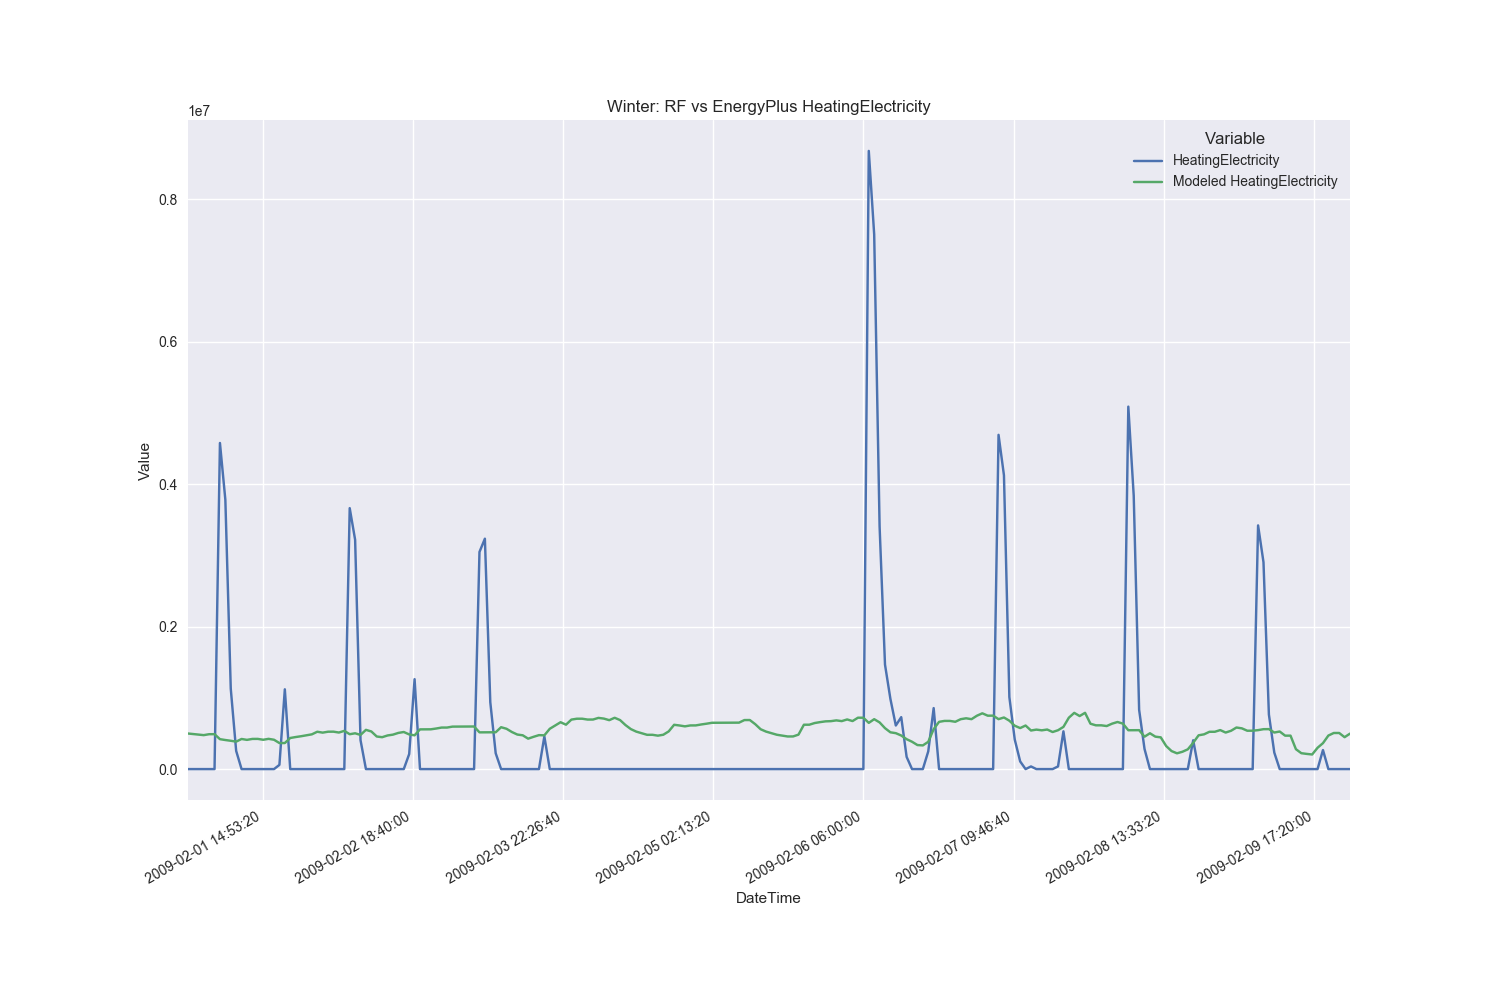 Winter: RF vs EnergyPlus HeatingElectricity
1e7
Variable
HeatingElectricity
Modeled HeatingElectricity
0.8
0.6
0.4
0.2
0.0
Value
2009-02-01 14:53:20
2009-02-02 18:40:00
2009-02-03 22:26:40
2009-02-05 02:13:20
2009-02-06 06:00:00
2009-02-07 09:46:40
2009-02-08 13:33:20
2009-02-09 17:20:00
DateTime